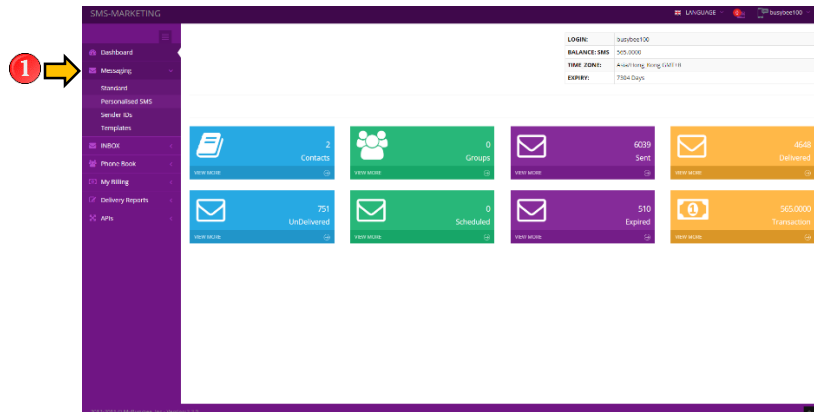 SMS-MARKETING
LANGUAGE
busybee100
LOGIN: busybee100
BALANCE: SMS 565.0000
TIME ZONE:
EXPIRY: 7304 Days
1
Dashboard
Messaging
Standard
Personalised SMS
Sender IDs
Templates
INBOX
Phone Book
My Billing
Delivery Reports
APIs
2
Contacts
VIEW MORE
0
Groups
VIEW MORE
6039
Sent
VIEW MORE
4648
Delivered
VIEW MORE
751
UnDelivered
VIEW MORE
0
Scheduled
VIEW MORE
510
Expired
VIEW MORE
1
565.0000
Transaction
VIEW MORE